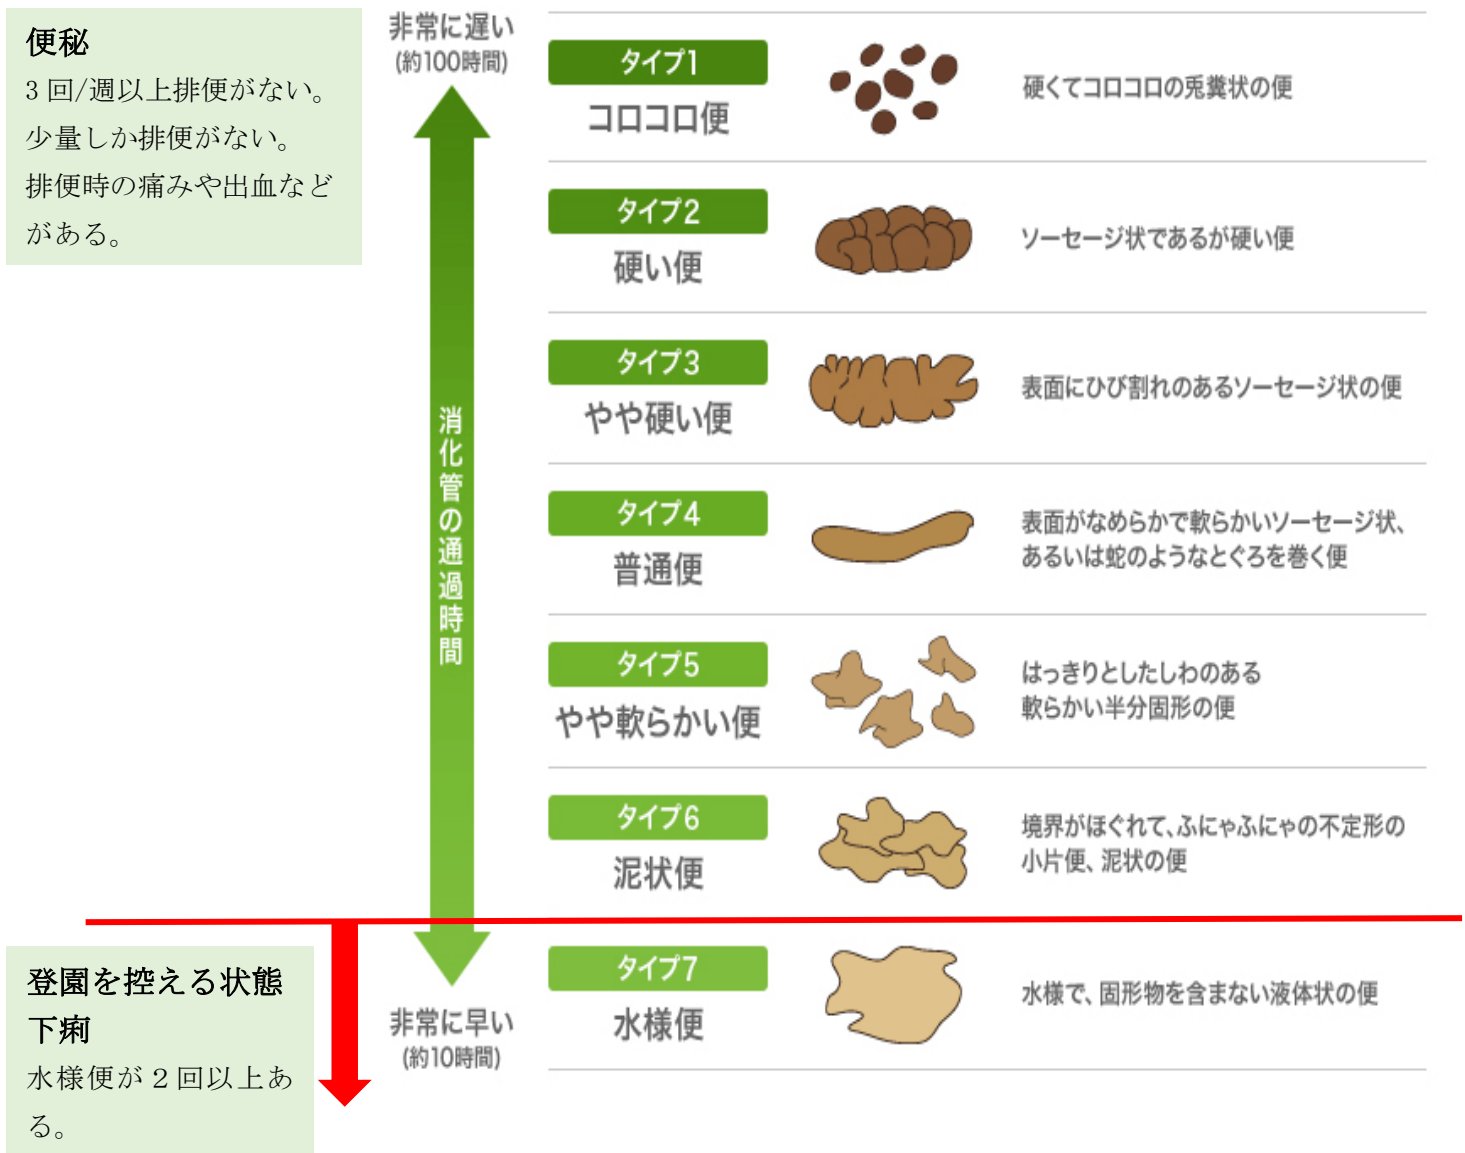 便秘
3 回/週以上排便がない。
少量しか排便がない。
排便時の痛みや出血など
がある。
非常に遅い
(約100時間)
消化管の通過時間
非常に早い
(約10時間)
タイプ1
コロコロ便
硬くてコロコロの兎糞状の便
タイプ2
硬い便
ソーセージ状であるが硬い便
タイプ3
やや硬い便
表面にひび割れのあるソーセージ状の便
タイプ4
普通便
表面がなめらかで軟らかいソーセージ状、
あるいは蛇のようなとぐろを巻く便
タイプ5
やや軟らかい便
はっきりとしたしわのある
軟らかい半分固形の便
タイプ6
泥状便
境界がほぐれて、ふにゃふにゃの不定形の
小片便、泥状の便
タイプ7
水様便
水様で、固形物を含まない液体状の便
登園を控える状態
下痢
水様便が 2 回以上あ
る。